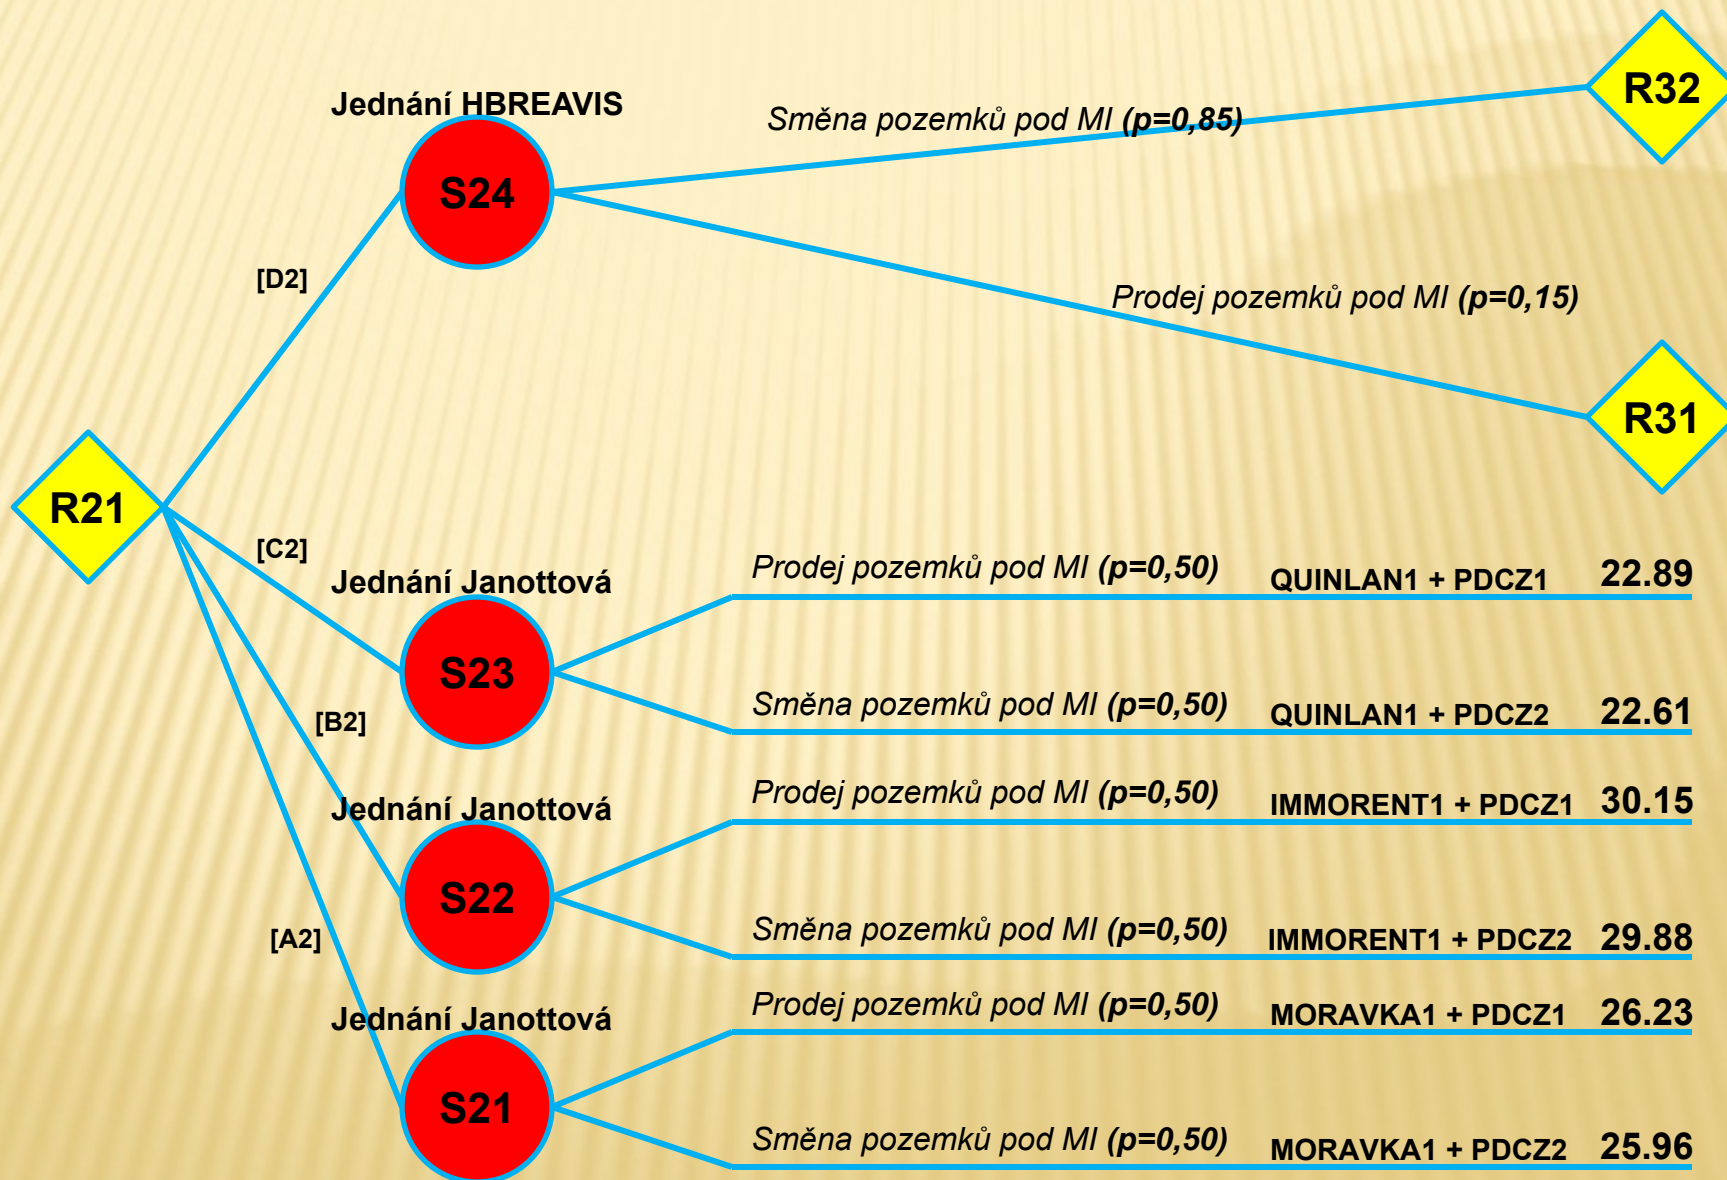 R32
Jednání HBREAVIS
Směna pozemků pod MI (p=0,85)
S24
[D2]
Prodej pozemků pod MI (p=0,15)
R31
R21
[C2]
Jednání Janottová
Prodej pozemků pod MI (p=0,50) QUINLAN1 + PDCZ1 22.89
S23
Směna pozemků pod MI (p=0,50) QUINLAN1 + PDCZ2 22.61
[B2]
Jednání Janottová
Prodej pozemků pod MI (p=0,50) IMMORENT1 + PDCZ1 30.15
S22
Směna pozemků pod MI (p=0,50) IMMORENT1 + PDCZ2 29.88
[A2]
Jednání Janottová
Prodej pozemků pod MI (p=0,50) MORAVKA1 + PDCZ1 26.23
S21
Směna pozemků pod MI (p=0,50) MORAVKA1 + PDCZ2 25.96